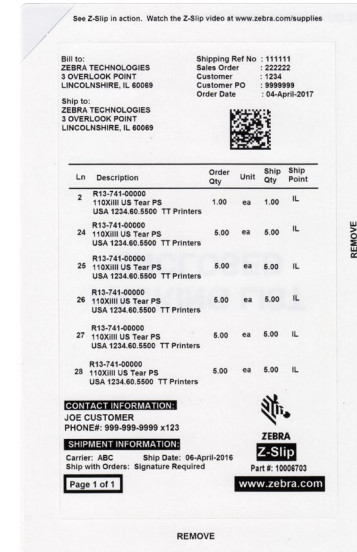 See Z-Slip in action. Watch the Z-Slip video at www.zebra.com/supplies
Bill to:
ZEBRA TECHNOLOGIES
3 OVERLOOK POINT
LINCOLNSHIRE, IL 60069
Ship to:
ZEBRA TECHNOLOGIES
3 OVERLOOK POINT
LINCOLNSHIRE, IL 60069
Shipping Ref No : 111111
Sales Order : 222222
Customer : 1234
Customer PO : 9999999
Order Date : 04-April-2017
Ln Description Order Qty Unit Ship Qty Ship Point
2 R13-741-00000 1.00 ea 1.00 IL
110XiIII US Tear PS
USA 1234.60.5500 TT Printers
24 R13-741-00000 5.00 ea 5.00 IL
110XiIII US Tear PS
USA 1234.60.5500 TT Printers
25 R13-741-00000 5.00 ea 5.00 IL
110XiIII US Tear PS
USA 1234.60.5500 TT Printers
26 R13-741-00000 5.00 ea 5.00 IL
110XiIII US Tear PS
USA 1234.60.5500 TT Printers
27 R13-741-00000 5.00 ea 5.00 IL
110XiIII US Tear PS
USA 1234.60.5500 TT Printers
28 R13-741-00000 5.00 ea 5.00 IL
110XiIII US Tear PS
USA 1234.60.5500 TT Printers
CONTACT INFORMATION:
JOE CUSTOMER
PHONE#: 999-999-9999 x123
SHIPMENT INFORMATION:
Carrier: ABC Ship Date: 06-April-2016
Ship with Orders: Signature Required
Page 1 of 1
ZEBRA
Z-Slip
Part #: 10006703
www.zebra.com
REMOVE
REMOVE